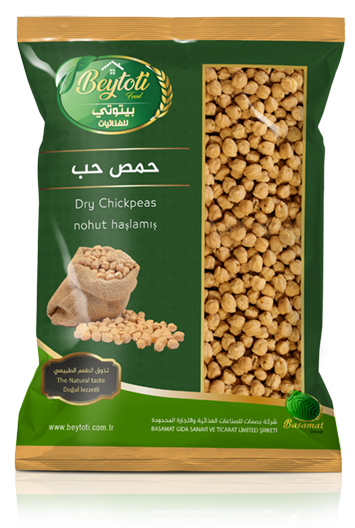 Beytoti
Food
بيتوتي
للغذائيات
حمص حب
Dry Chickpeas
nohut haşlamış
تذوق الطعم الطبيعي
The Natural taste
Doğal lezzetli
www.beytoti.com.tr
شركة بصمات للصناعات الغذائية والتجارة المحدودة
BASAMAT GIDA SANAYİ VE TİCARAT LİMİTED ŞİRKETİ
Basamat